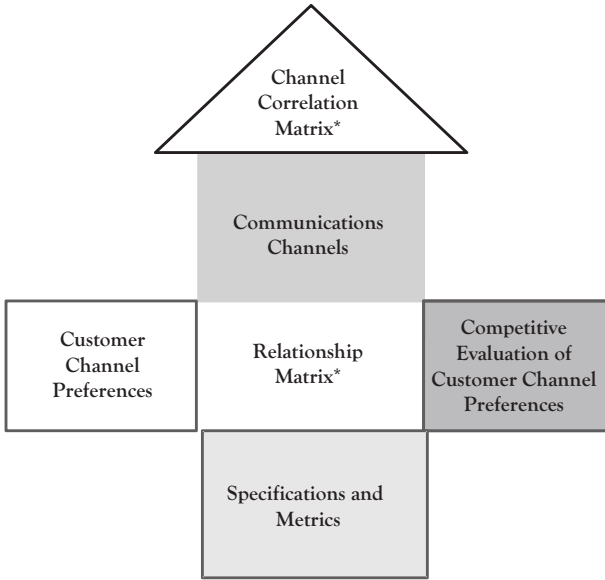 Channel
Correlation
Matrix*
Communications
Channels
Customer
Channel
Preferences
Relationship
Matrix*
Competitive
Evaluation of
Customer Channel
Preferences
Specifications and
Metrics